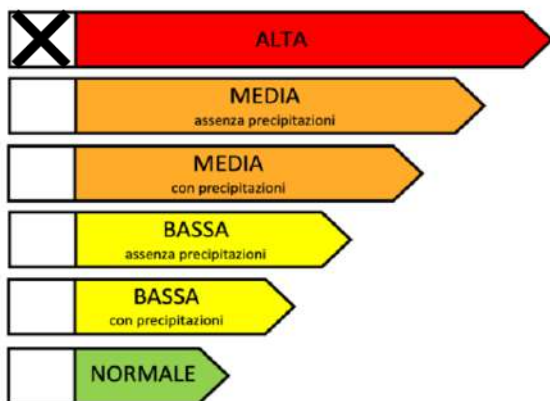 ALTA
MEDIA
assenza precipitazioni
MEDIA
con precipitazioni
BASSA
assenza precipitazioni
BASSA
con precipitazioni
NORMALE